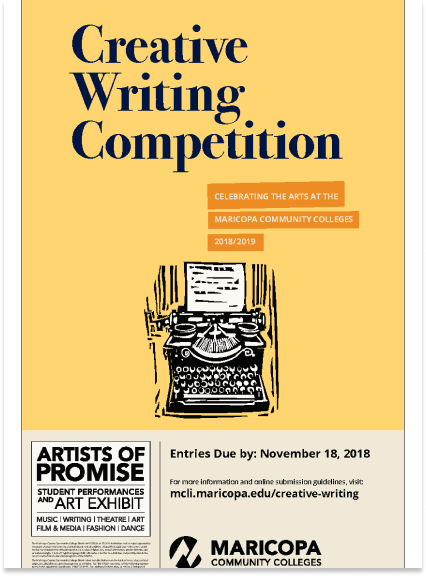 Creative
Writing
Competition
CELEBRATING THE ARTS AT THE
MARICOPA COMMUNITY COLLEGES
2018/2019
ARTISTS OF
PROMISE
STUDENT PERFORMANCES
AND ART EXHIBIT
MUSIC | WRITING | THEATRE | ART
FILM & MEDIA | FASHION | DANCE
Entries Due by: November 18, 2018
For more information and online submission guidelines, visit:
mcli.maricopa.edu/creative-writing
MARICOPA
COMMUNITY COLLEGES